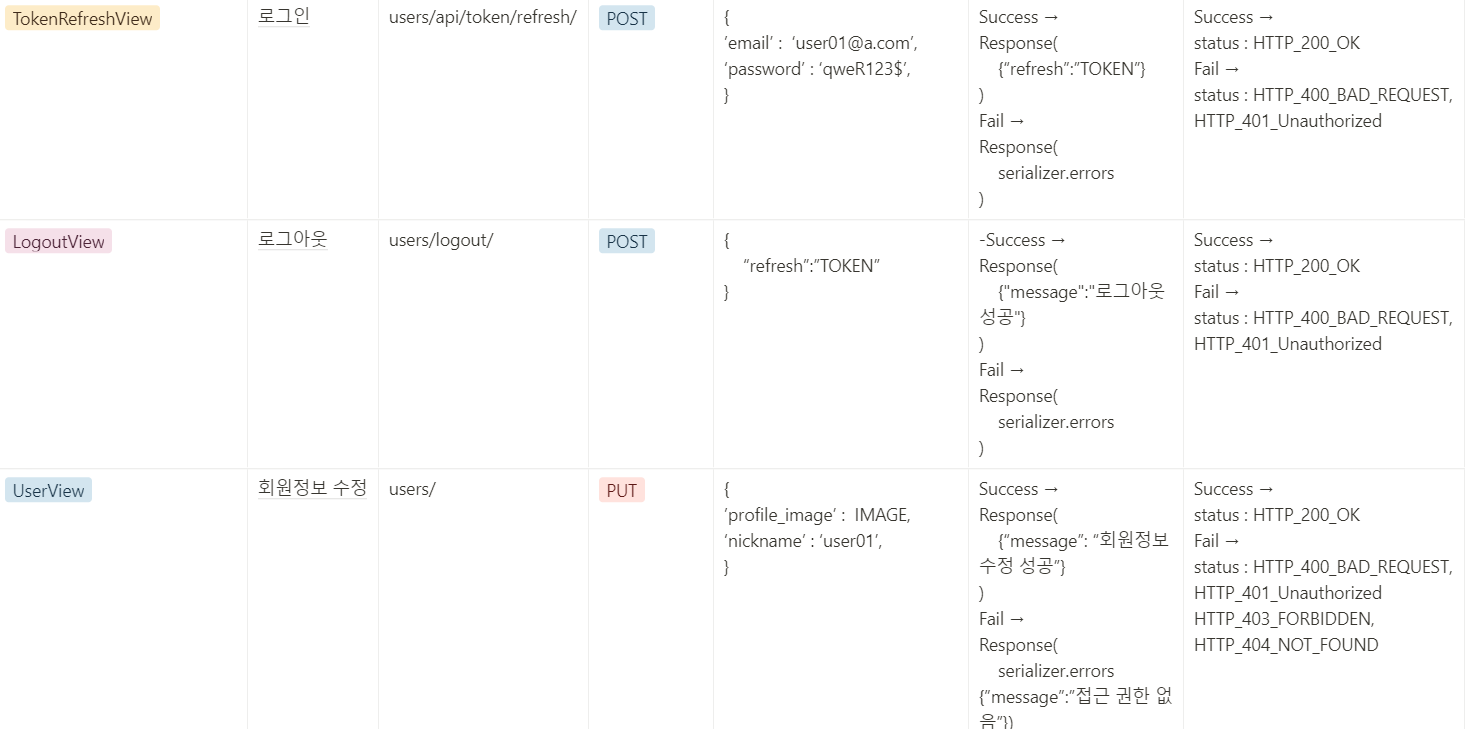 TokenRefreshView
로그인
users/api/token/refresh/
POST
{
’email’ : ‘user01@a.com’,
‘password’ : ‘qweR123$’,
}
Success →
Response(
{“refresh”:”TOKEN”}
)
Fail →
Response(
serializer.errors
)
Success →
status : HTTP_200_OK
Fail →
status : HTTP_400_BAD_REQUEST,
HTTP_401_Unauthorized
LogoutView
로그아웃
users/logout/
POST
{
“refresh”:”TOKEN”
}
-Success →
Response(
{"message":"로그아웃
성공"}
)
Fail →
Response(
serializer.errors
)
Success →
status : HTTP_200_OK
Fail →
status : HTTP_400_BAD_REQUEST,
HTTP_401_Unauthorized
UserView
회원정보 수정
users/
PUT
{
’profile_image’ : IMAGE,
‘nickname’ : ‘user01’,
}
Success →
Response(
{“message”: “회원정보
수정 성공”}
)
Fail →
Response(
serializer.errors
{”message”:”접근 권한 없
음”})
Success →
status : HTTP_200_OK
Fail →
status : HTTP_400_BAD_REQUEST,
HTTP_401_Unauthorized
HTTP_403_FORBIDDEN,
HTTP_404_NOT_FOUND